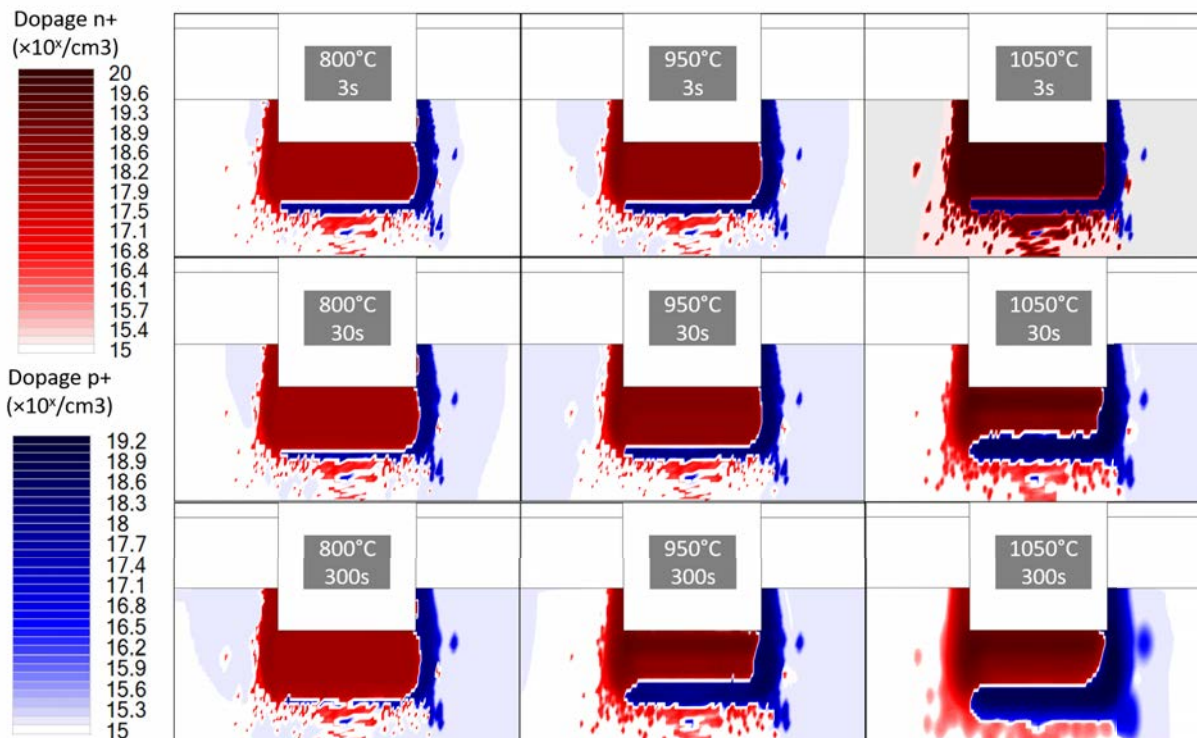 Dopage n+
(×10ˣ/cm3)
20
19.6
19.3
18.9
18.6
18.2
17.9
17.5
17.1
16.8
16.4
16.1
15.7
15.4
15
Dopage p+
(×10ˣ/cm3)
19.2
18.9
18.6
18.3
18
17.7
17.4
17.1
16.8
16.5
16.2
15.9
15.6
15.3
15
800°C
3s
950°C
3s
1050°C
3s
800°C
30s
950°C
30s
1050°C
30s
800°C
300s
950°C
300s
1050°C
300s